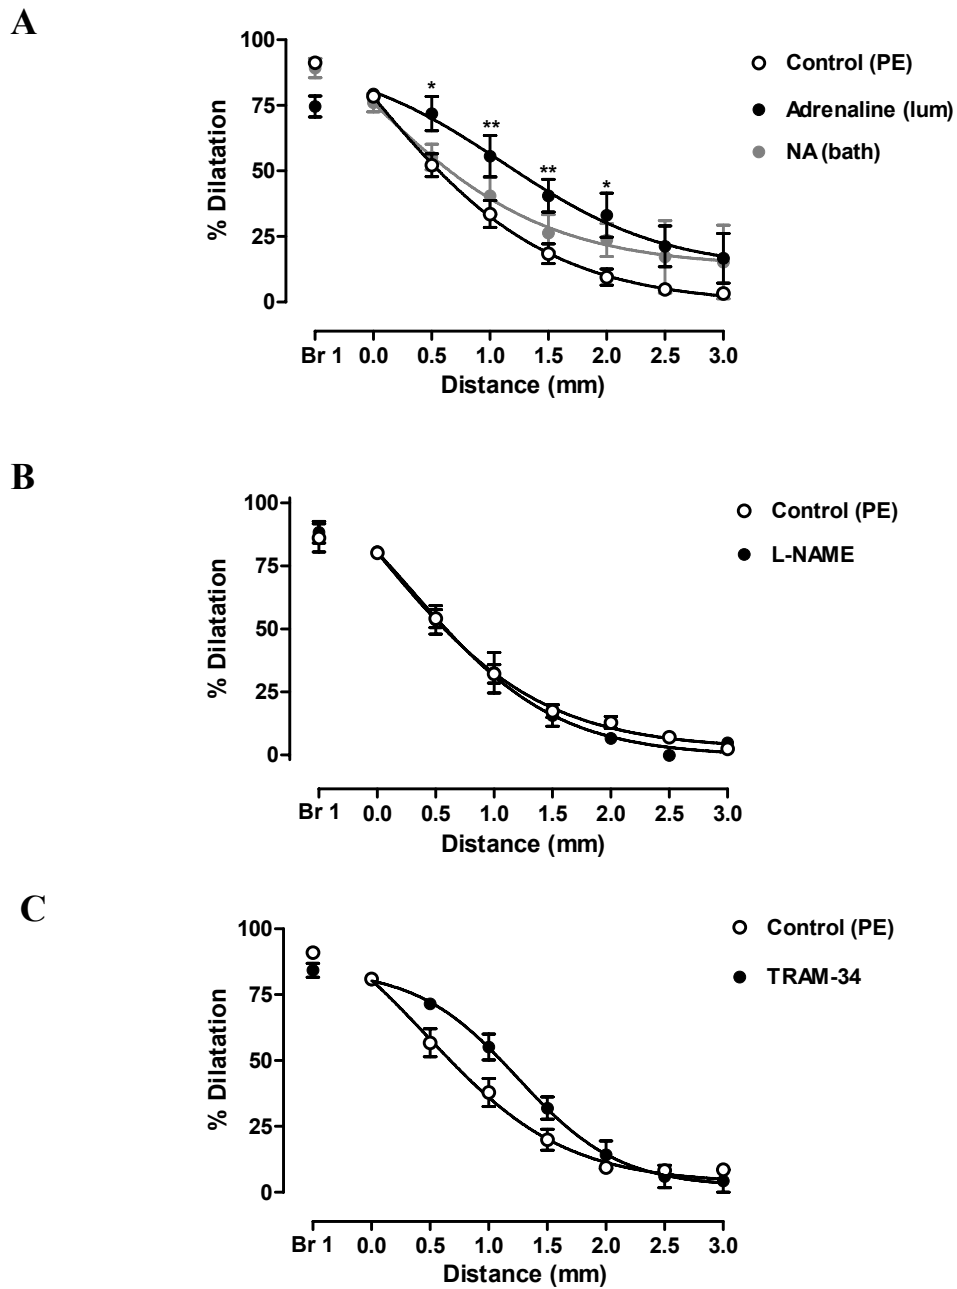 A
100
75
50
25
0
% Dilatation
*
**
**
*
Control (PE)
Adrenaline (lum)
NA (bath)
Br 1 0.0 0.5 1.0 1.5 2.0 2.5 3.0
Distance (mm)
B
100
75
50
25
0
% Dilatation
Control (PE)
L-NAME
Br 1 0.0 0.5 1.0 1.5 2.0 2.5 3.0
Distance (mm)
C
100
75
50
25
0
% Dilatation
Control (PE)
TRAM-34
Br 1 0.0 0.5 1.0 1.5 2.0 2.5 3.0
Distance (mm)